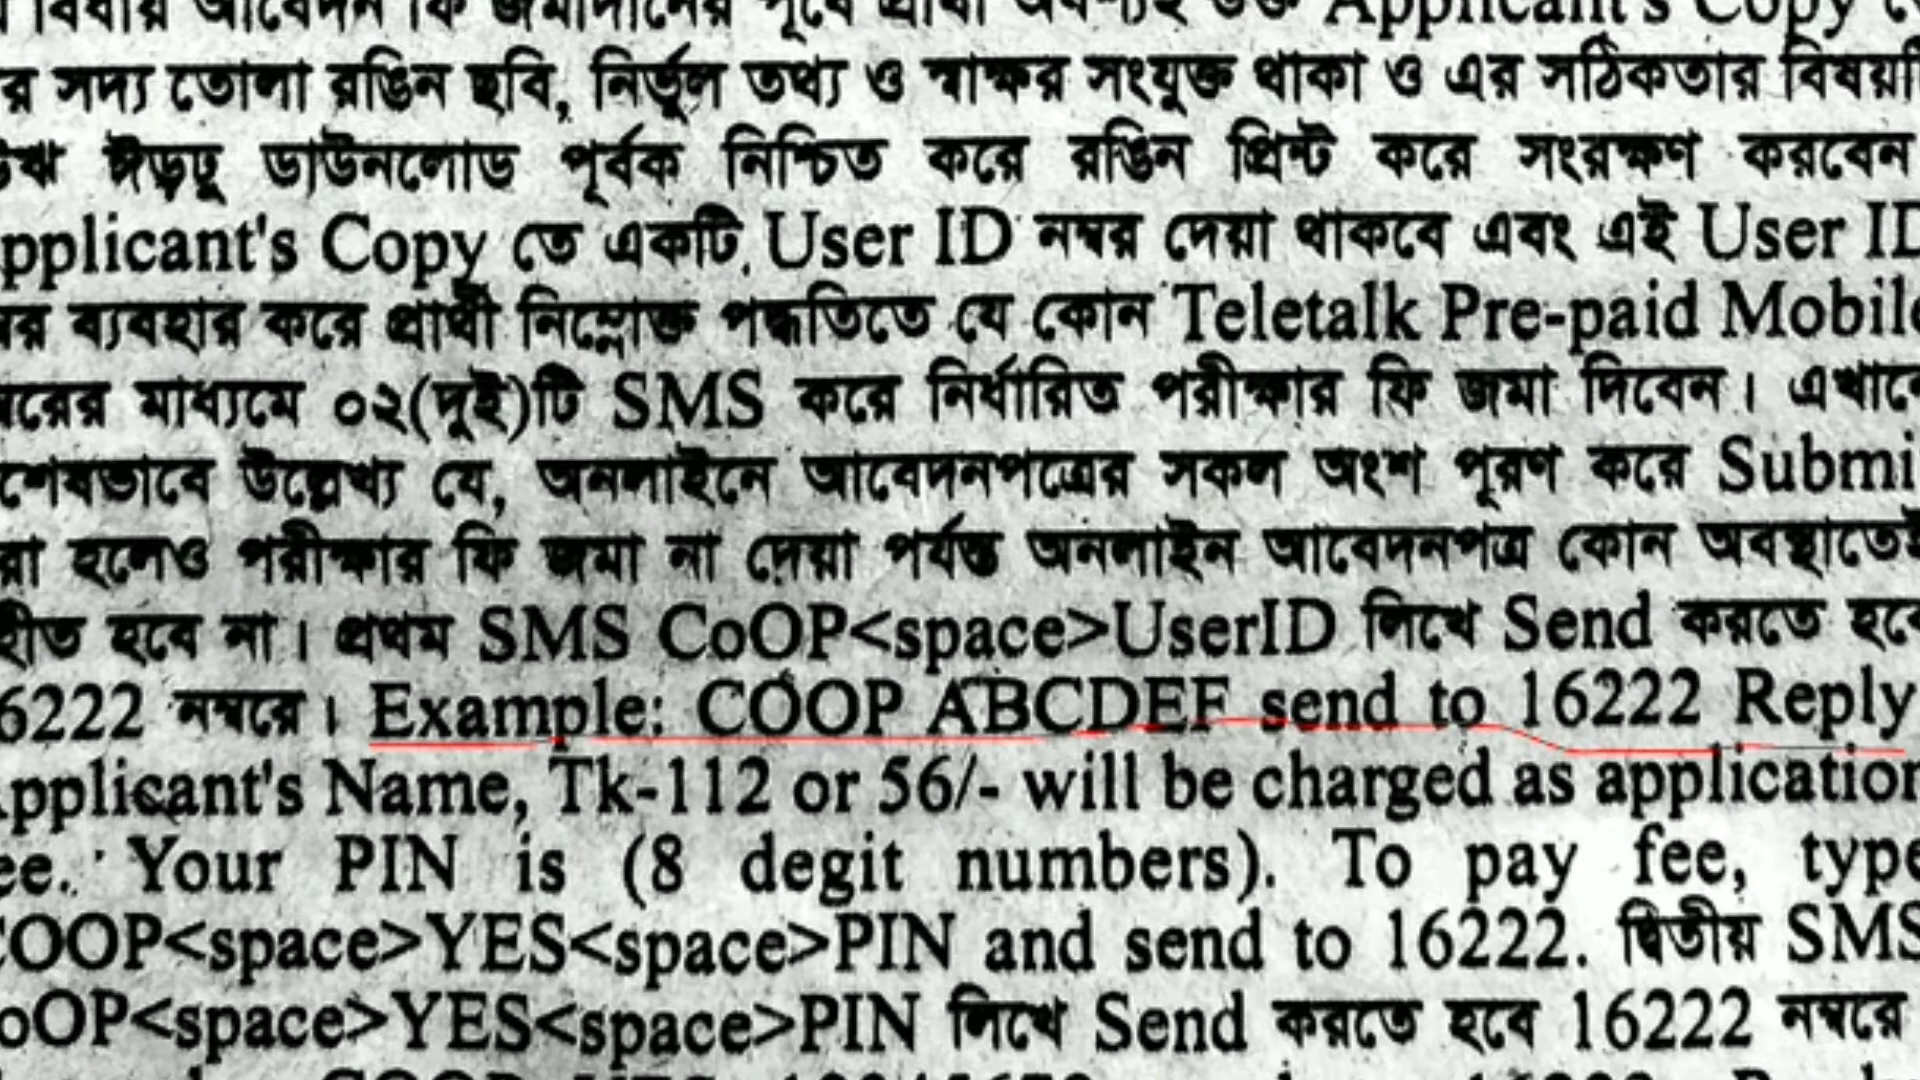 বিবায় আবেদন ফি জমাদানের পূর্বে প্রার্থী অবশ্যই উক্ত Applicant's Copy
র সদ্য তোলা রঙিন ছবি, নির্ভুল তথ্য ও স্বাক্ষর সংযুক্ত থাকা ও এর সঠিকতার বিষয়টি
ঈড়ঢ়ু ডাউনলোড পূর্বক নিশ্চিত করে রঙিন প্রিন্ট করে সংরক্ষণ করবেন
pplicant's Copy তে একটি User ID নম্বর দেয়া থাকবে এবং এই User ID
র ব্যবহার করে প্রার্থী নিম্নোক্ত পদ্ধতিতে যে কোন Teletalk Pre-paid Mobile
রের মাধ্যমে ০২(দুই)টি SMS করে নির্ধারিত পরীক্ষার ফি জমা দিবেন। এখানে
শেষভাবে উল্লেখ্য যে, অনলাইনে আবেদনপত্রের সকল অংশ পূরণ করে Submi
রা হলেও পরীক্ষার ফি জমা না দেয়া পর্যন্ত অনলাইন আবেদনপত্র কোন অবস্থাতেই
হীত হবে না। প্রথম SMS CoOP<space>UserID লিখে Send করতে হবে
6222 নম্বরে। Example: COOP ABCDEF send to 16222 Reply
pplicant's Name, Tk-112 or 56/- will be charged as application
ee. Your PIN is (8 degit numbers). To pay fee, type
COOP<space>YES<space>PIN and send to 16222. দ্বিতীয় SMS
oOP<space>YES<space>PIN লিখে Send করতে হবে 16222 নম্বরে